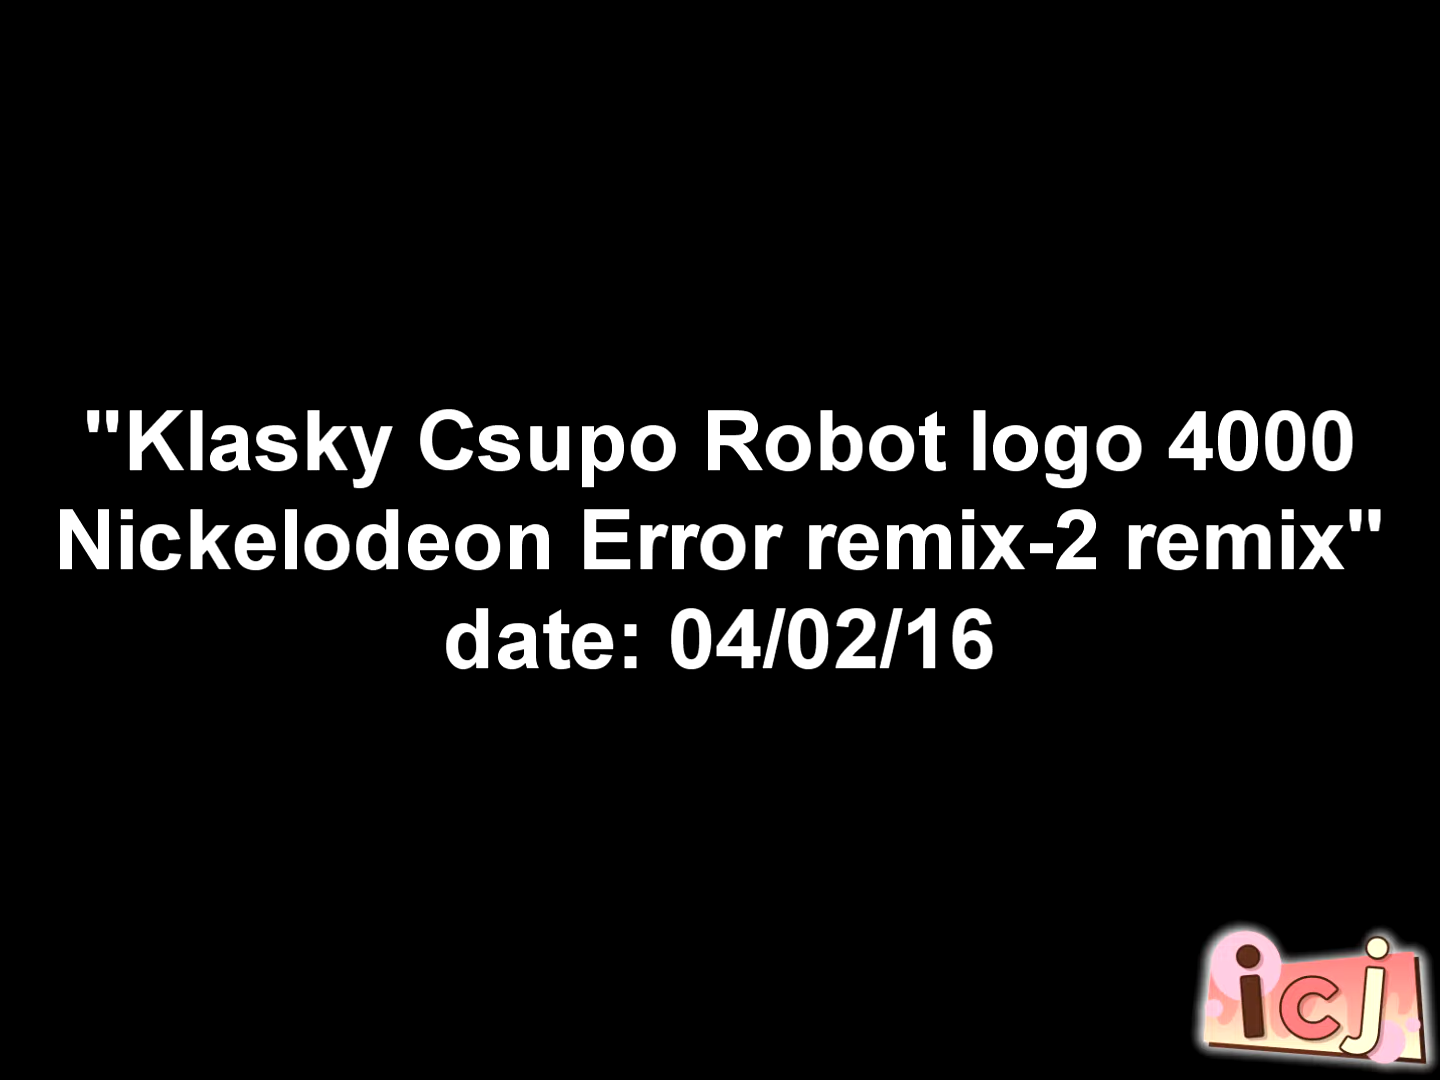 "Klasky Csupo Robot logo 4000
Nickelodeon Error remix-2 remix"
date: 04/02/16
icj